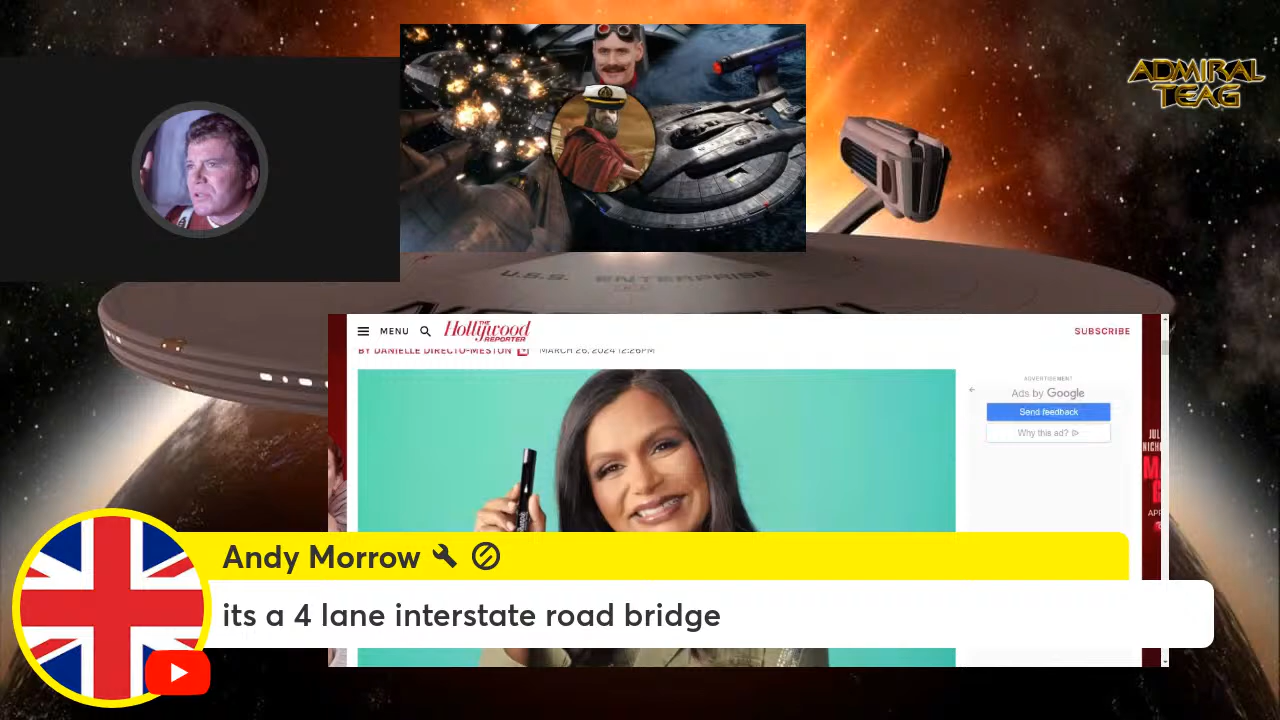 ADMIRAL
TEAG
U.S.S. ENTERPRISE
MENU
THE
Hollywood
REPORTER
SUBSCRIBE
BY DANIELLE DIRECTO-MESTON
MARCH 26, 2024 12:26PM
ADVERTISEMENT
Ads by Google
Send feedback
Why this ad?
Andy Morrow
its a 4 lane interstate road bridge